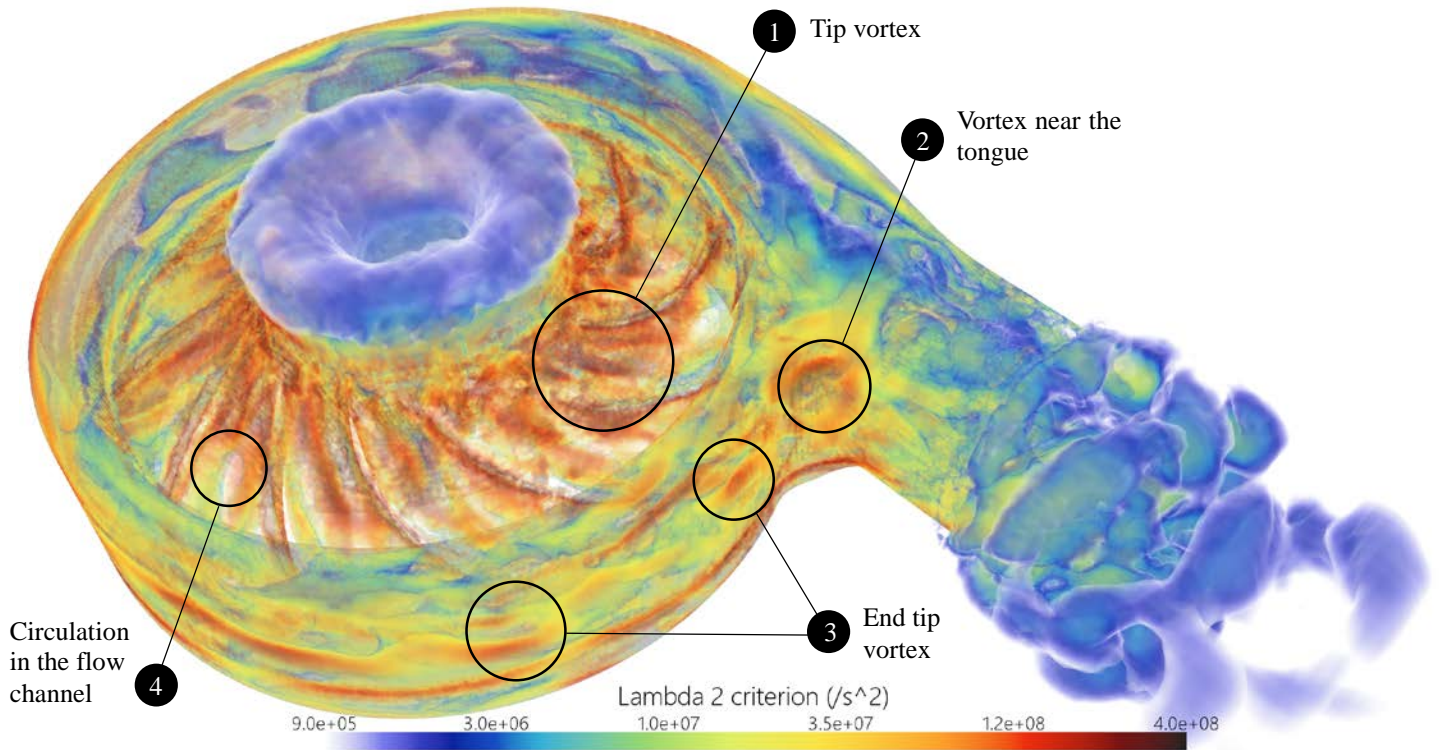 1 Tip vortex
2 Vortex near the
tongue
3 End tip
vortex
Circulation
in the flow
channel
4
Lambda 2 criterion (/s^2)
9.0e+05 3.0e+06 1.0e+07 3.5e+07 1.2e+08 4.0e+08